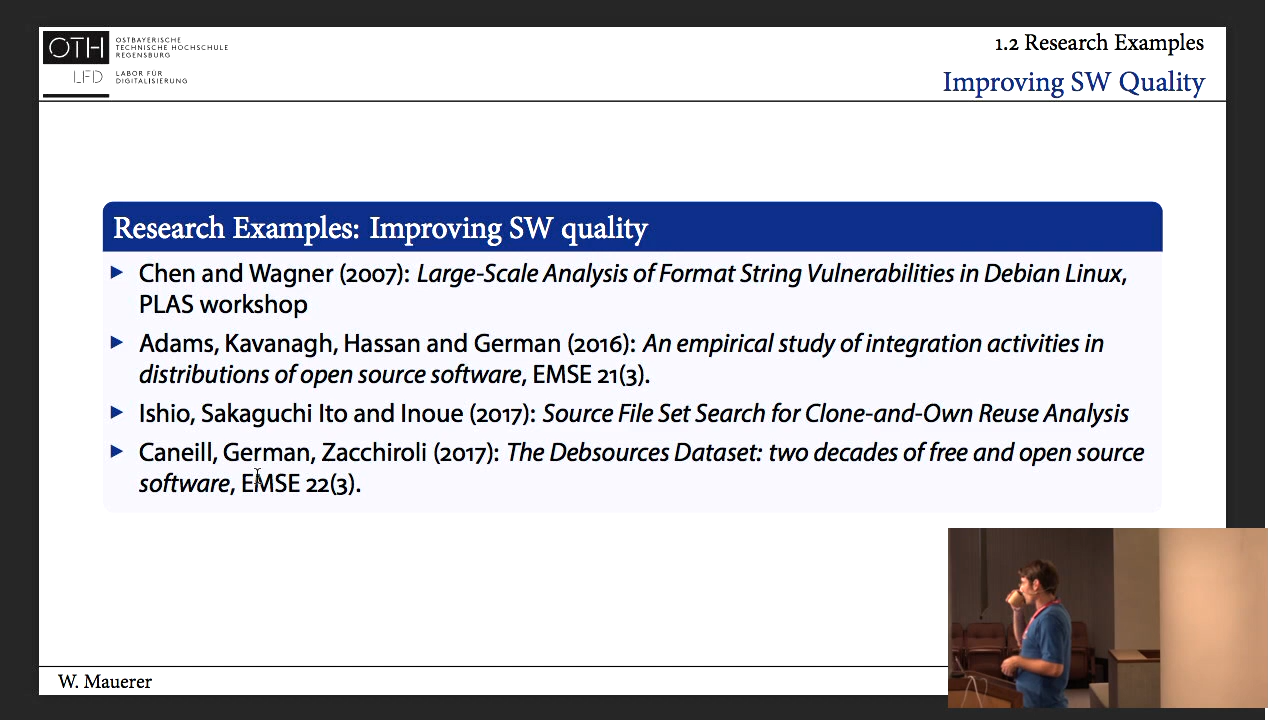 OTH
OSTBAYERISCHE
TECHNISCHE HOCHSCHULE
REGENSBURG
LFD
LABOR FÜR
DIGITALISIERUNG
1.2 Research Examples
Improving SW Quality
Research Examples: Improving SW quality
Chen and Wagner (2007): Large-Scale Analysis of Format String Vulnerabilities in Debian Linux,
PLAS workshop
Adams, Kavanagh, Hassan and German (2016): An empirical study of integration activities in
distributions of open source software, EMSE 21(3).
Ishio, Sakaguchi Ito and Inoue (2017): Source File Set Search for Clone-and-Own Reuse Analysis
Caneill, German, Zacchiroli (2017): The Debsources Dataset: two decades of free and open source
software, EMSE 22(3).
W. Mauerer